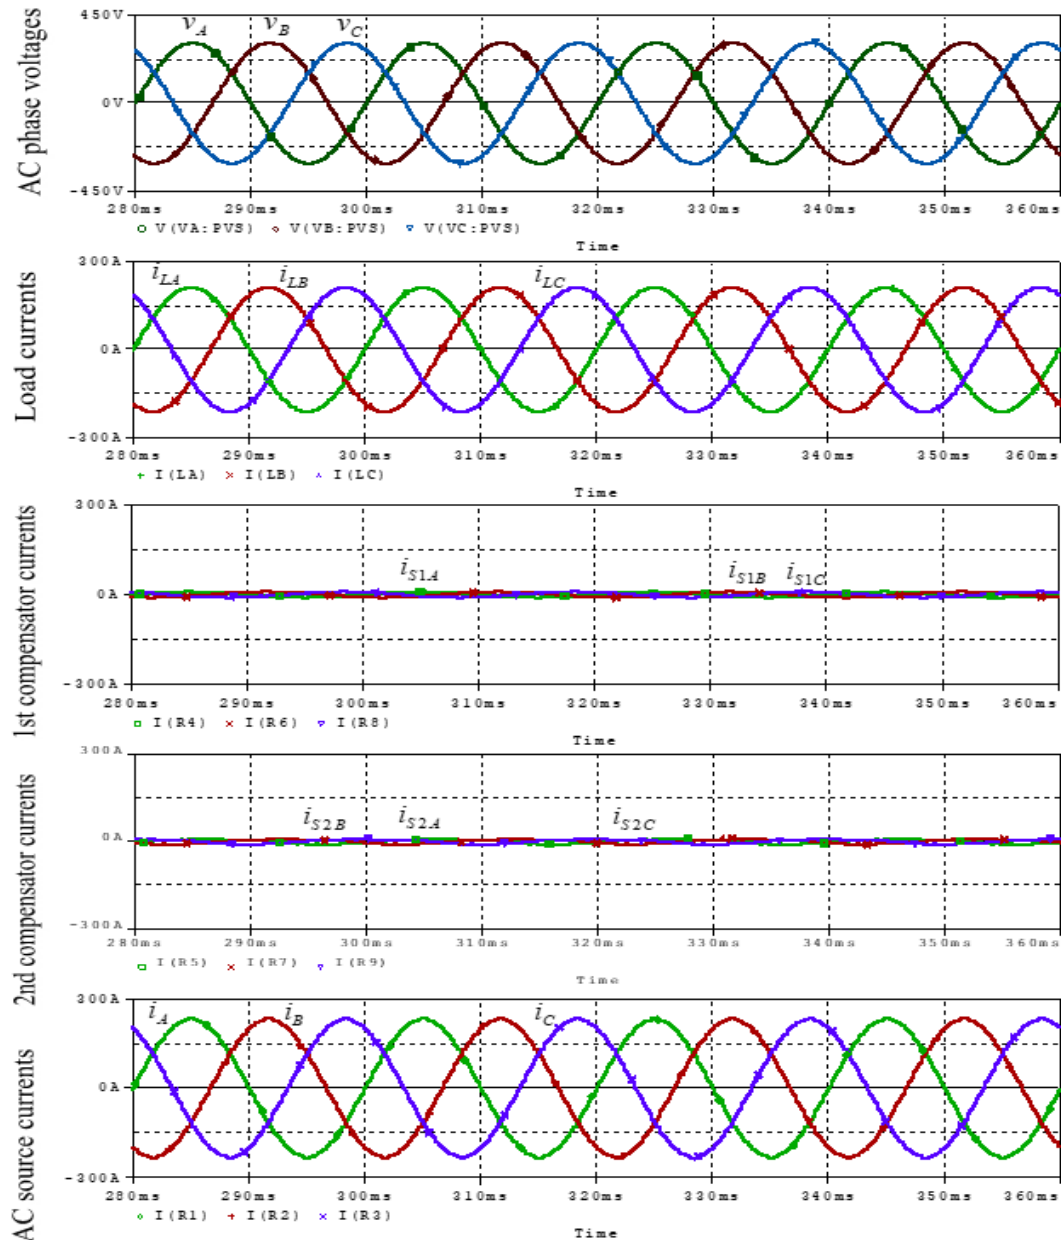 AC phase voltages
450V
v_A v_B v_C
0V
-450V
280ms 290ms 300ms 310ms 320ms 330ms 340ms 350ms 360ms
V(VA:PVS) V(VB:PVS) V(VC:PVS)
Time
Load currents
300A
i_LA i_LB i_LC
0A
-300A
280ms 290ms 300ms 310ms 320ms 330ms 340ms 350ms 360ms
I(LA) I(LB) I(LC)
Time
1st compensator currents
300A
i_S1A i_S1B i_S1C
0A
-300A
280ms 290ms 300ms 310ms 320ms 330ms 340ms 350ms 360ms
I(R4) I(R6) I(R8)
Time
2nd compensator currents
300A
i_S2B i_S2A i_S2C
0A
-300A
280ms 290ms 300ms 310ms 320ms 330ms 340ms 350ms 360ms
I(R5) I(R7) I(R9)
Time
AC source currents
300A
i_A i_B i_C
0A
-300A
280ms 290ms 300ms 310ms 320ms 330ms 340ms 350ms 360ms
I(R1) I(R2) I(R3)
Time